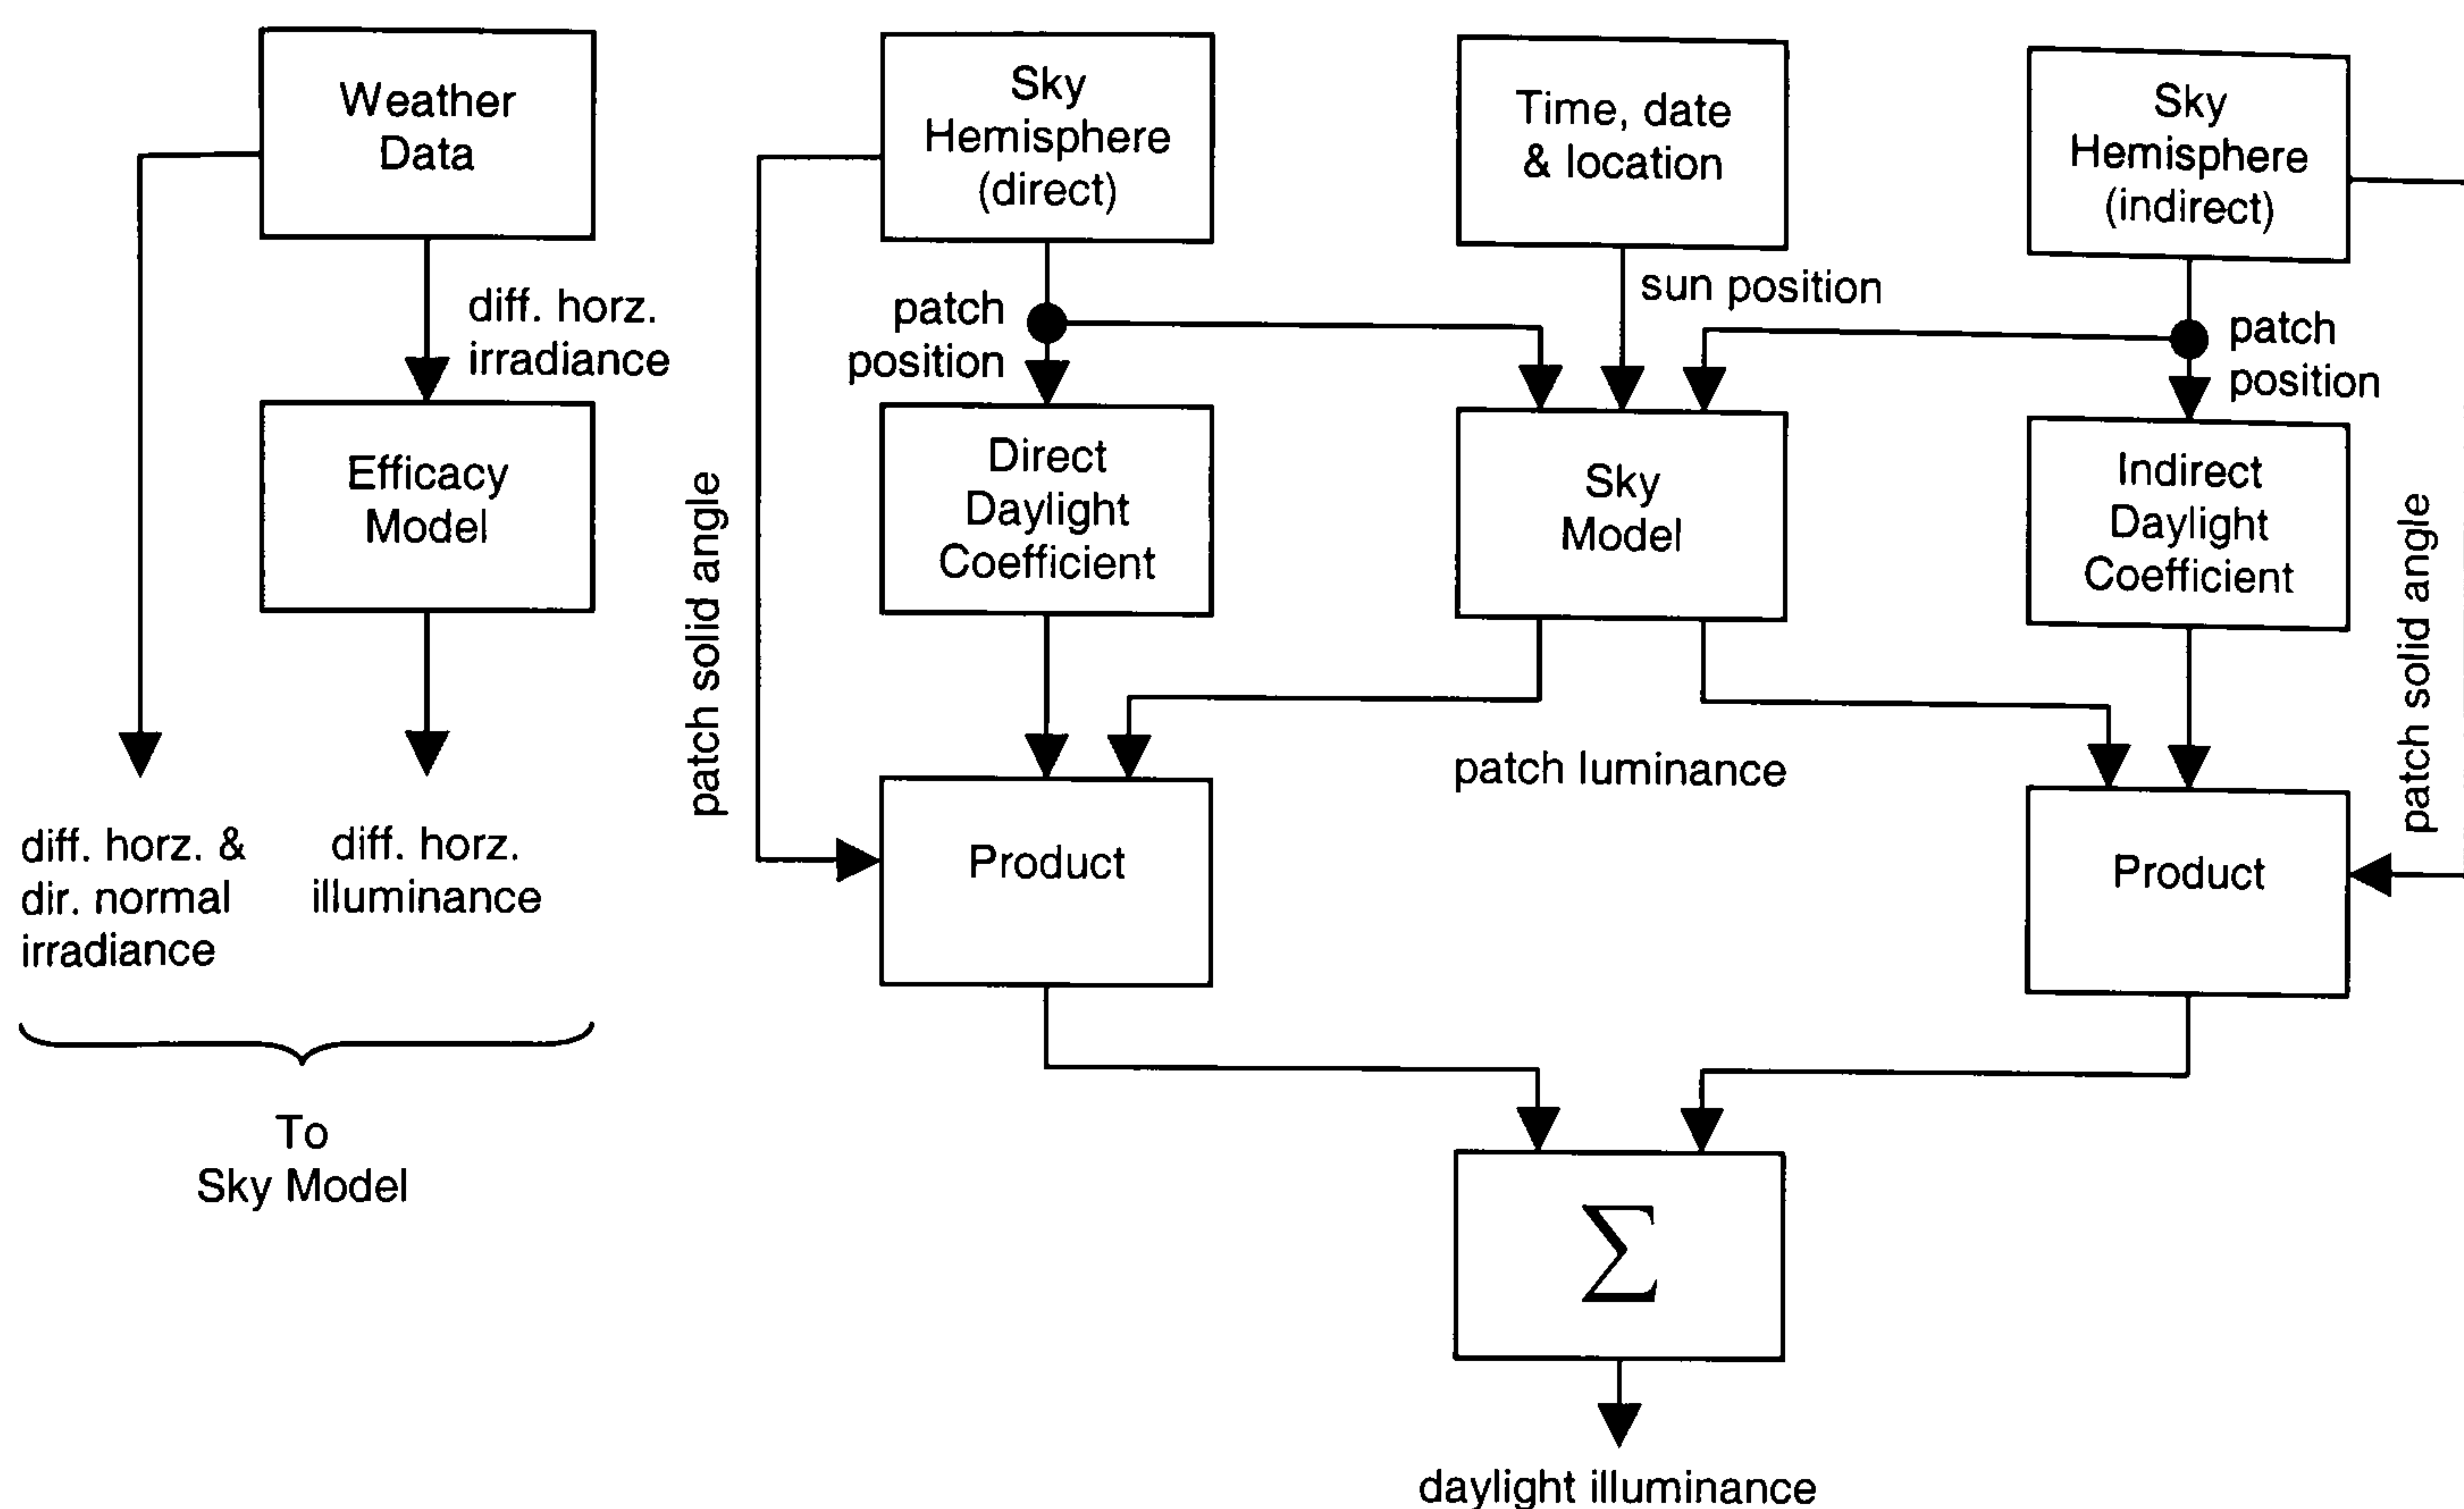 Weather
Data
Sky
Hemisphere
(direct)
Time, date
& location
Sky
Hemisphere
(indirect)
diff. horz.
irradiance
patch
position
sun position
patch
position
Efficacy
Model
Direct
Daylight
Coefficient
Sky
Model
Indirect
Daylight
Coefficient
patch solid angle
patch solid angle
patch luminance
diff. horz. &
dir. normal
irradiance
diff. horz.
illuminance
Product
Product
To
Sky Model
Σ
daylight illuminance